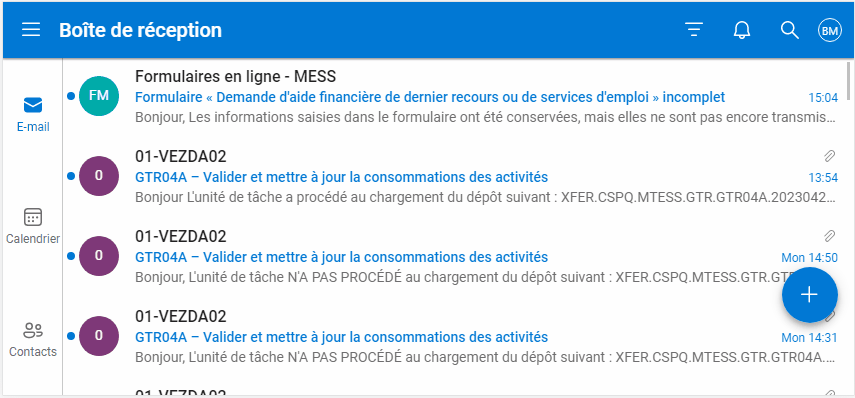 Boîte de réception
BM
E-mail
Calendrier
Contacts
FM
Formulaires en ligne - MESS
Formulaire « Demande d'aide financière de dernier recours ou de services d'emploi » incomplet
15:04
Bonjour, Les informations saisies dans le formulaire ont été conservées, mais elles ne sont pas encore transmis...
0
01-VEZDA02
GTR04A – Valider et mettre à jour la consommations des activités
13:54
Bonjour L'unité de tâche a procédé au chargement du dépôt suivant : XFER.CSPQ.MTESS.GTR.GTR04A.2023042...
0
01-VEZDA02
GTR04A – Valider et mettre à jour la consommations des activités
Mon 14:50
Bonjour, L'unité de tâche N'A PAS PROCÉDÉ au chargement du dépôt suivant : XFER.CSPQ.MTESS.GTR.GT
0
01-VEZDA02
GTR04A – Valider et mettre à jour la consommations des activités
Mon 14:31
Bonjour, L'unité de tâche N'A PAS PROCÉDÉ au chargement du dépôt suivant : XFER.CSPQ.MTESS.GTR.GTR04A....
01-VEZDA02